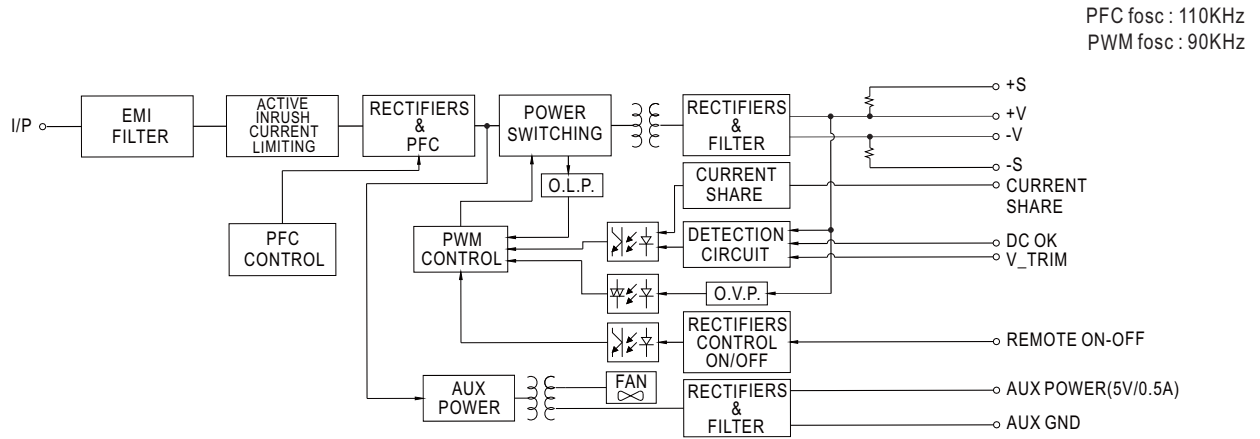 PFC fosc : 110KHz
PWM fosc : 90KHz
I/P
EMI
FILTER
ACTIVE
INRUSH
CURRENT
LIMITING
RECTIFIERS
&
PFC
POWER
SWITCHING
RECTIFIERS
&
FILTER
+S
+V
-V
-S
O.L.P.
CURRENT
SHARE
CURRENT
SHARE
PFC
CONTROL
PWM
CONTROL
DETECTION
CIRCUIT
DC OK
V_TRIM
O.V.P.
RECTIFIERS
CONTROL
ON/OFF
REMOTE ON-OFF
AUX
POWER
FAN
RECTIFIERS
&
FILTER
AUX POWER(5V/0.5A)
AUX GND